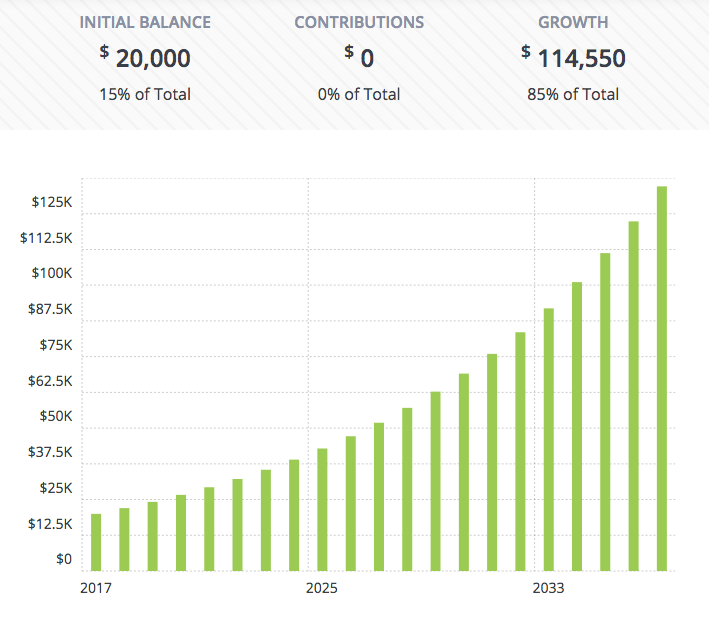 INITIAL BALANCE CONTRIBUTIONS GROWTH
$ 20,000 $ 0 $ 114,550
15% of Total 0% of Total 85% of Total
$125K
$112.5K
$100K
$87.5K
$75K
$62.5K
$50K
$37.5K
$25K
$12.5K
$0
2017 2025 2033